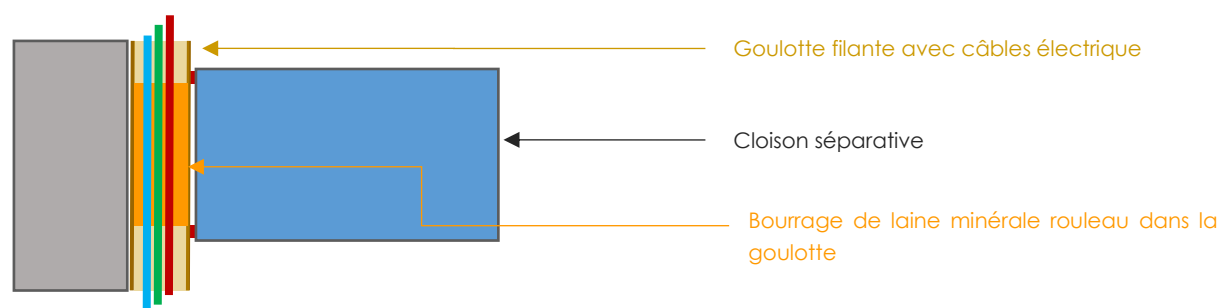 Goulotte filante avec câbles électrique
Cloison séparative
Bourrage de laine minérale rouleau dans la
goulotte